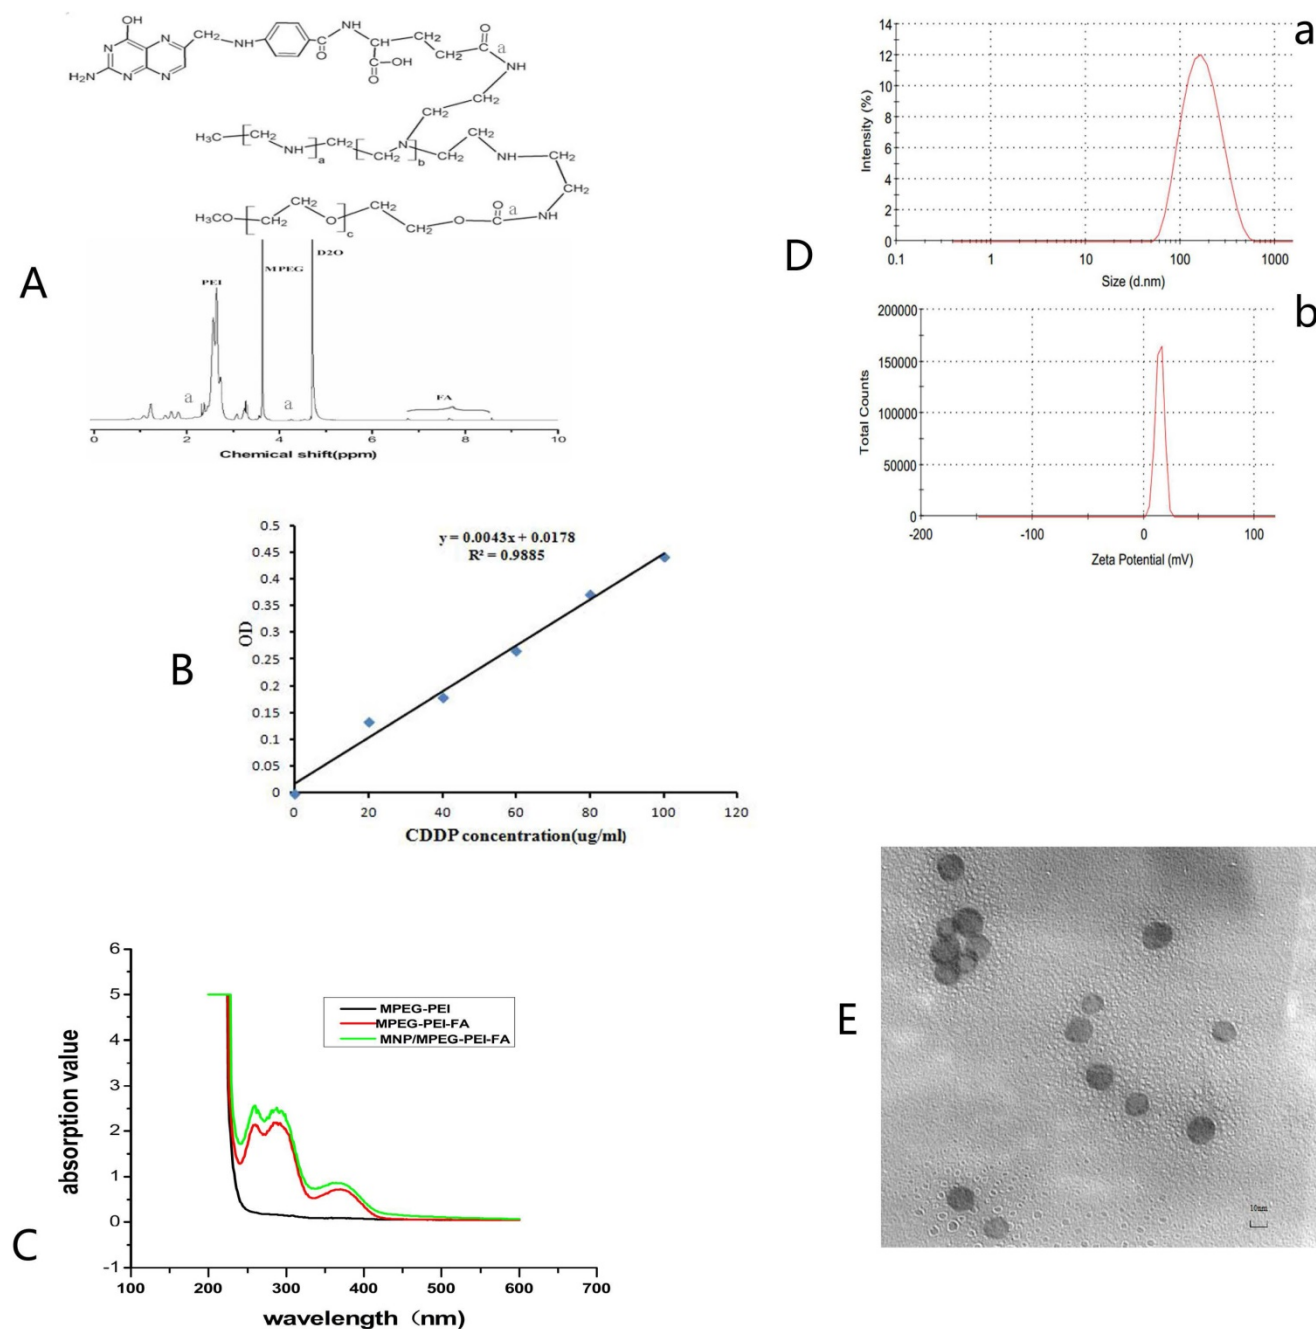 A
OH
N
N
H₂N
N
N
CH₂
NH
C
O
NH
CH
CH₂
CH₂
C
O
a
C
O
OH
NH
CH₂
CH₂
H₃C
CH₂
NH
a
CH₂
CH₂
CH₂
CH₂
N
b
CH₂
CH₂
NH
CH₂
CH₂
H₃CO
CH₂
CH₂
O
c
CH₂
CH₂
O
C
O
a
NH
PEI
MPEG
D2O
a
a
FA
0 2 4 6 8 10
Chemical shift(ppm)
B
y = 0.0043x + 0.0178
R² = 0.9885
OD
0.5
0.45
0.4
0.35
0.3
0.25
0.2
0.15
0.1
0.05
0
0 20 40 60 80 100 120
CDDP concentration(ug/ml)
C
absorption value
6
5
4
3
2
1
0
-1
MPEG-PEI
MPEG-PEI-FA
MNP/MPEG-PEI-FA
100 200 300 400 500 600 700
wavelength (nm)
D
a
Intensity (%)
14
12
10
8
6
4
2
0
0.1 1 10 100 1000
Size (d.nm)
b
Total Counts
200000
150000
100000
50000
0
-200 -100 0 100
Zeta Potential (mV)
E
10nm